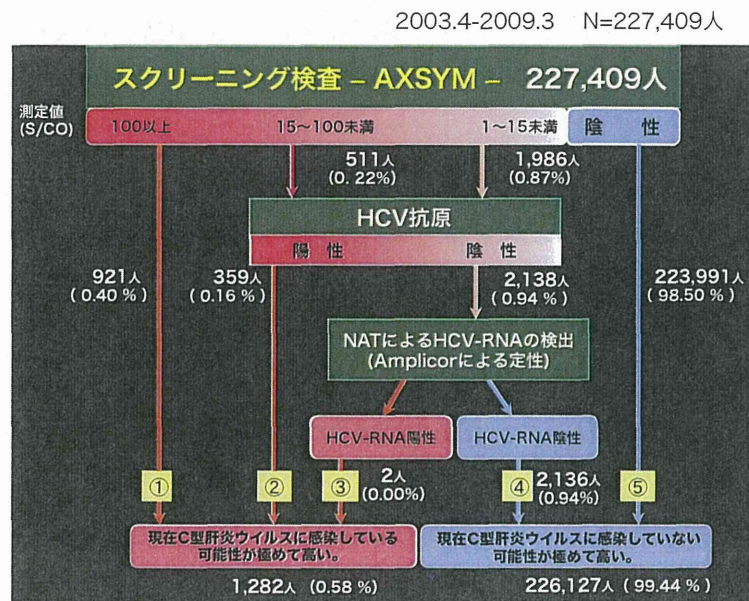 2003.4-2009.3 N=227,409人
スクリーニング検査 – AXSYM – 227,409人
測定値
(S/CO)
100以上 15～100未満 1～15未満 陰 性
511人
(0. 22%)
1,986人
(0.87%)
HCV抗原
陽 性 陰 性
921人
( 0.40 % )
359人
( 0.16 % )
2,138人
( 0.94 % )
223,991人
( 98.50 % )
NATによるHCV-RNAの検出
(Amplicorによる定性)
HCV-RNA陽性 HCV-RNA陰性
① ② ③ 2人
(0.00%)
④ 2,136人
(0.94%)
⑤
現在C型肝炎ウイルスに感染している
可能性が極めて高い。
現在C型肝炎ウイルスに感染していない
可能性が極めて高い。
1,282人 (0.58 % ) 226,127人 ( 99.44 % )